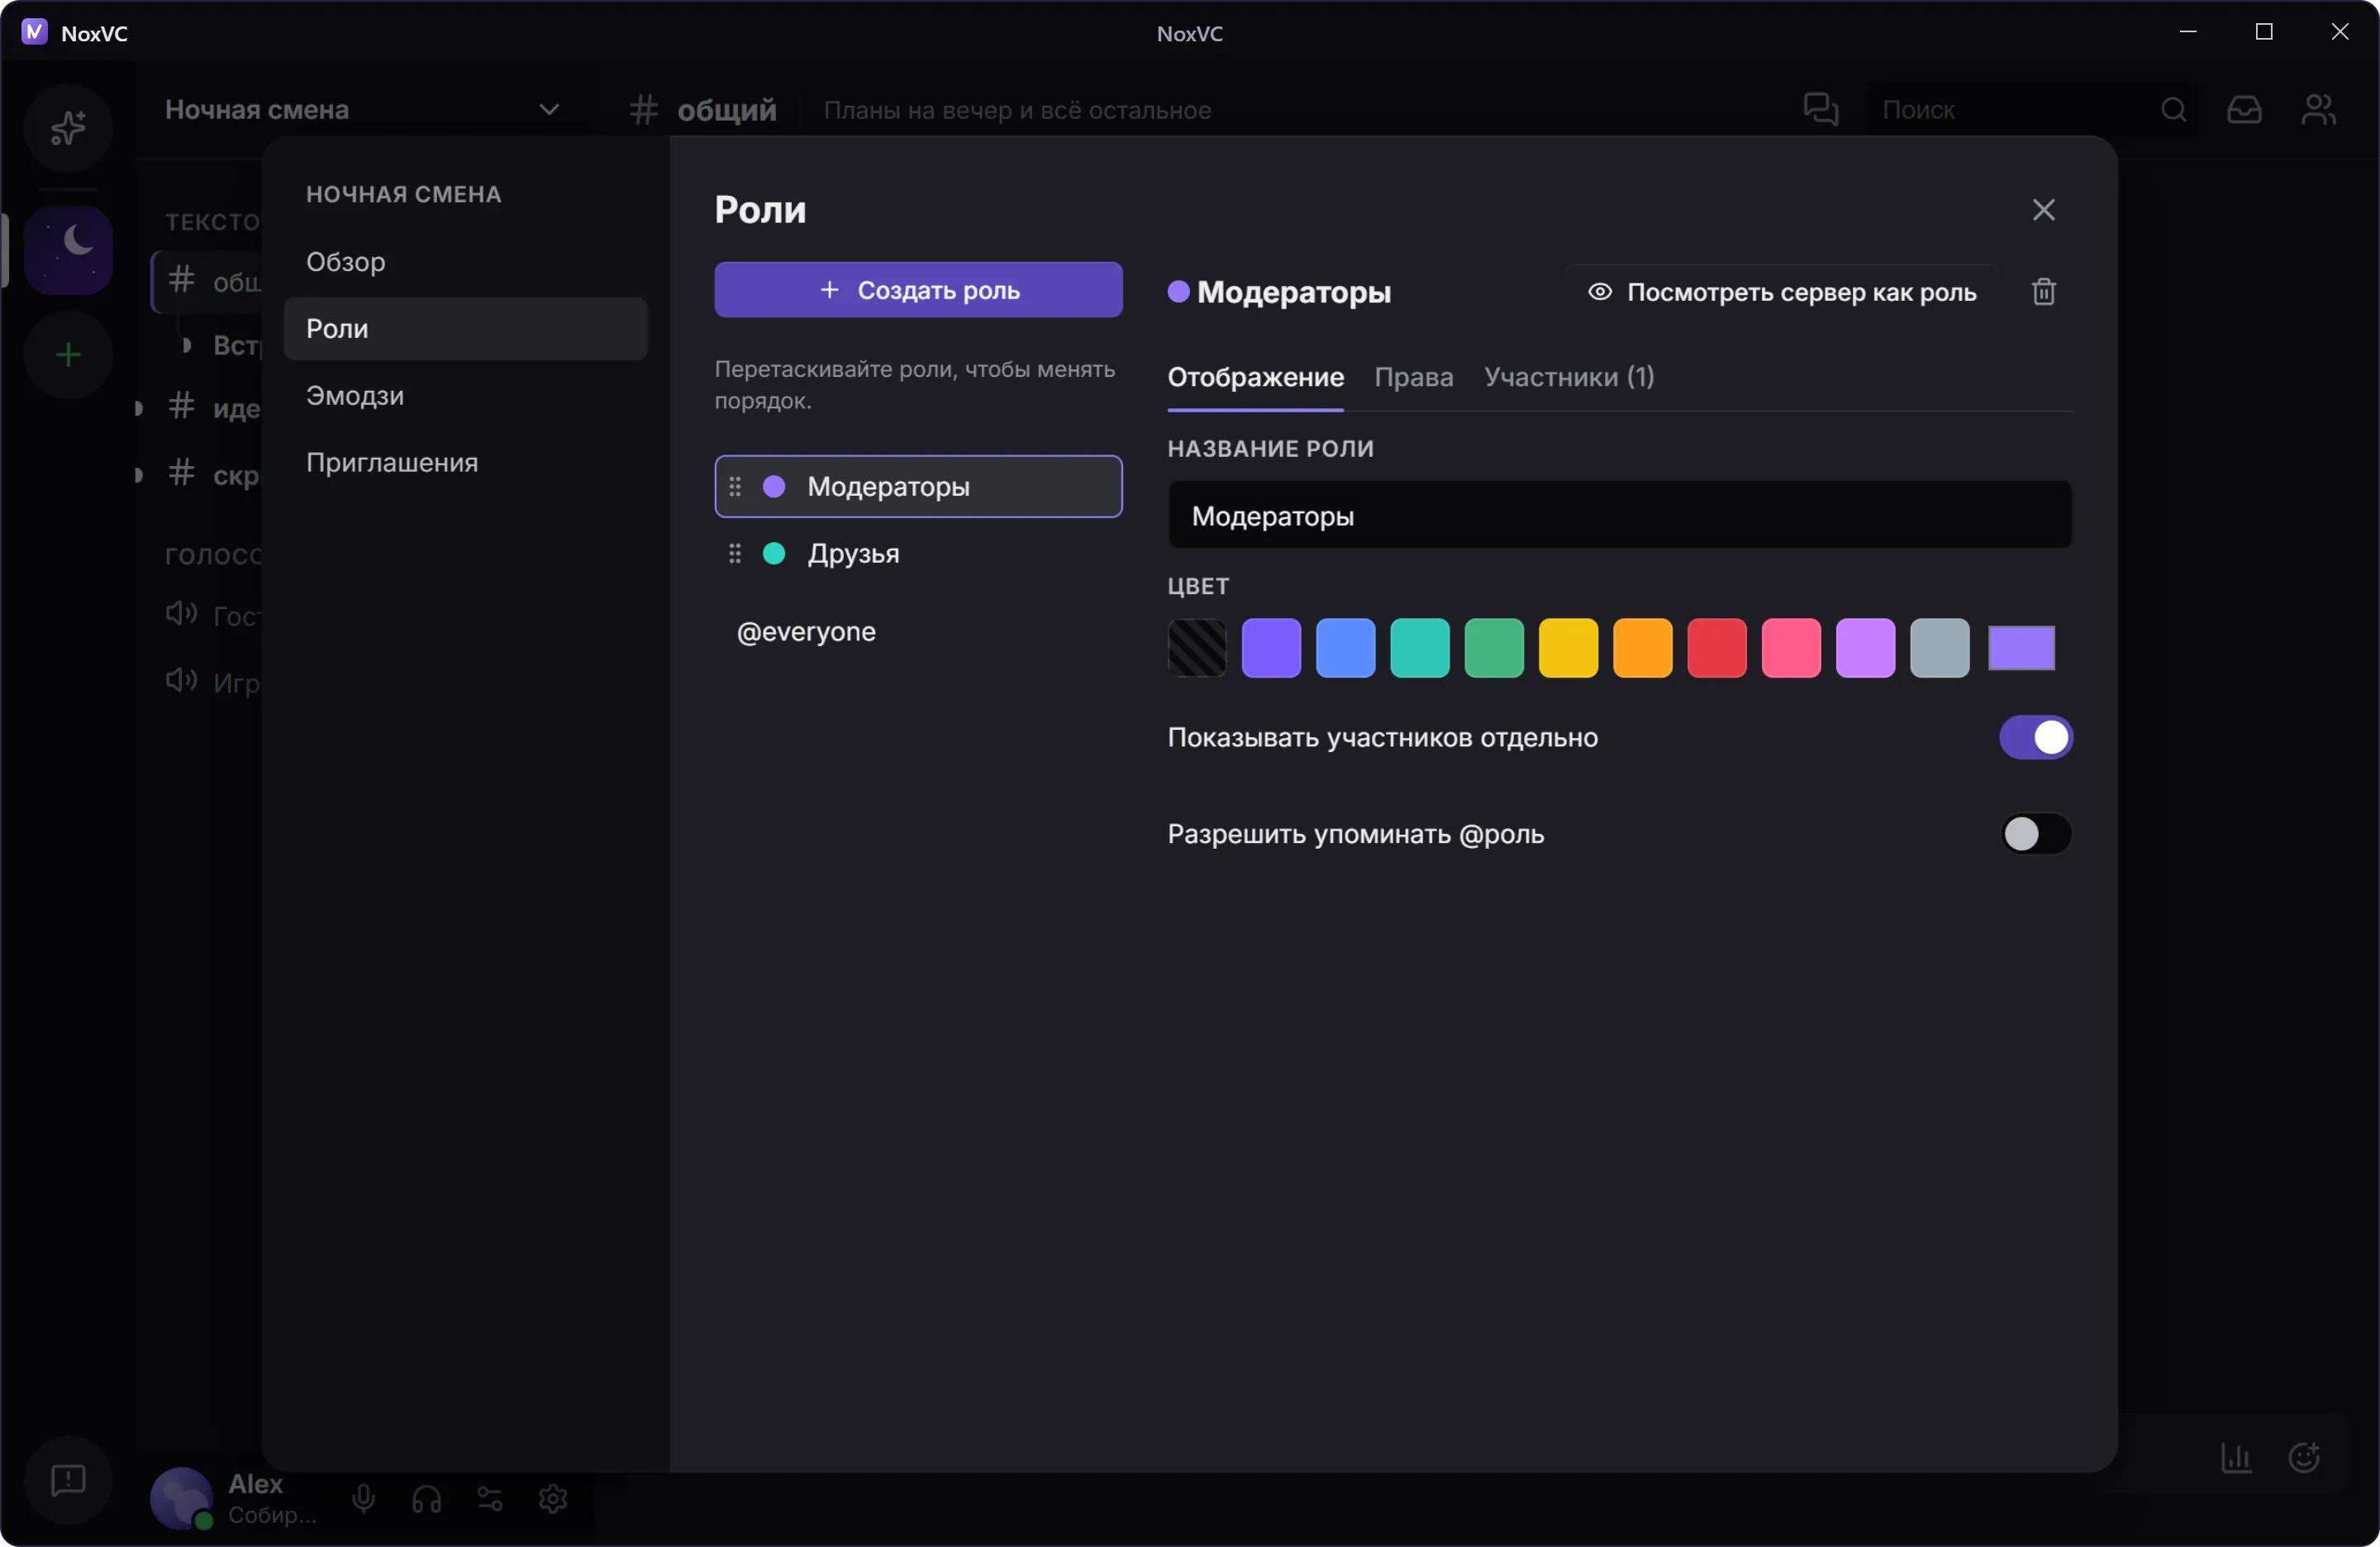 NoxVC
NoxVC
Ночная смена
общий
Планы на вечер и всё остальное
Поиск
НОЧНАЯ СМЕНА
Обзор
Роли
Эмодзи
Приглашения
Роли
Создать роль
Перетаскивайте роли, чтобы менять
порядок.
Модераторы
Друзья
@everyone
Модераторы
Посмотреть сервер как роль
Отображение
Права
Участники (1)
НАЗВАНИЕ РОЛИ
Модераторы
ЦВЕТ
Показывать участников отдельно
Разрешить упоминать @роль
Alex
Собир...